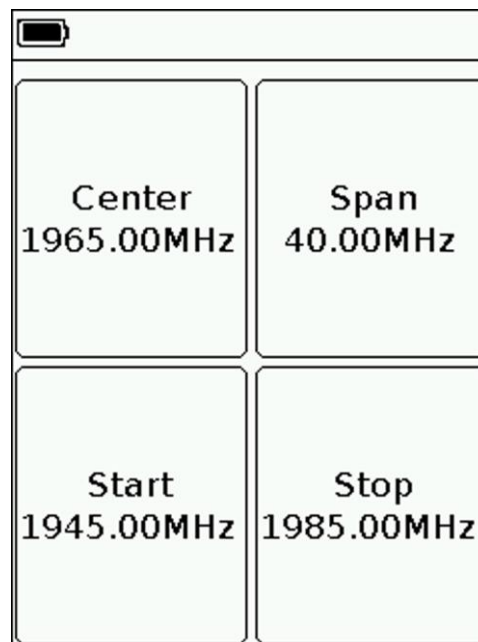 Center
1965.00MHz
Span
40.00MHz
Start
1945.00MHz
Stop
1985.00MHz